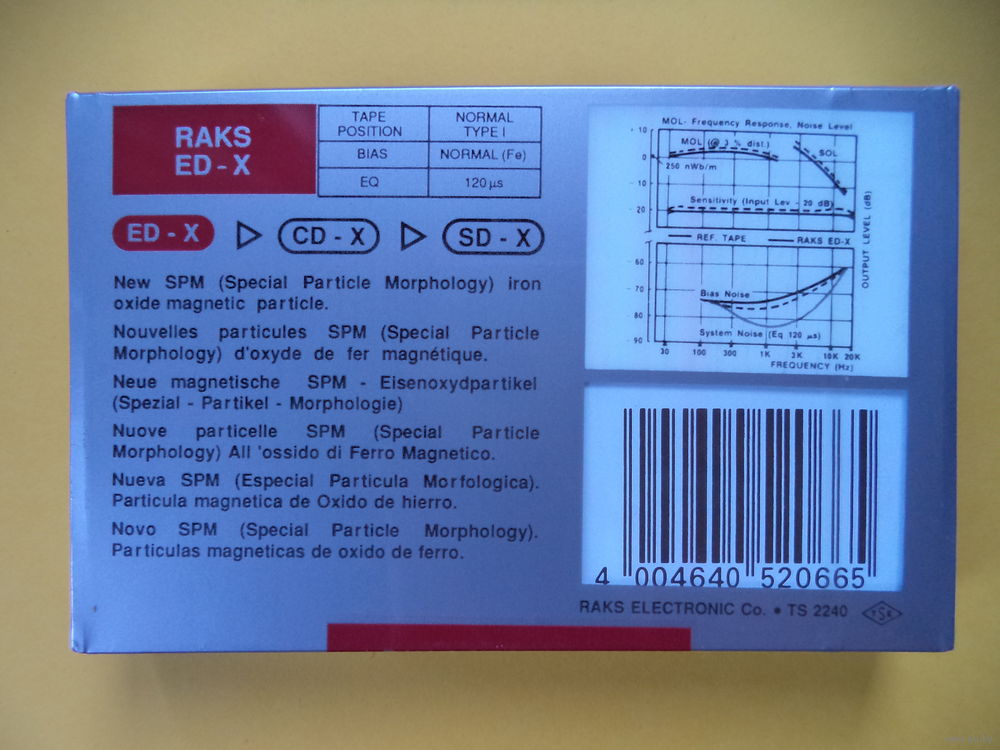 RAKS
ED - X
TAPE POSITION NORMAL TYPE I
BIAS NORMAL (Fe)
EQ 120 µs
ED - X CD - X SD - X
New SPM (Special Particle Morphology) iron
oxide magnetic particle.
Nouvelles particules SPM (Special Particle
Morphology) d'oxyde de fer magnétique.
Neue magnetische SPM - Eisenoxydpartikel
(Spezial - Partikel - Morphologie)
Nuove particelle SPM (Special Particle
Morphology) All 'ossido di Ferro Magnetico.
Nueva SPM (Especial Particula Morfologica).
Particula magnetica de Oxido de hierro.
Novo SPM (Special Particle Morphology).
Particulas magneticas de oxido de ferro.
MOL- Frequency Response, Noise Level
10
0
- 10
- 20
MOL (@ 3 % dist.)
SOL
250 nWb/m
Sensitivity (Input Lev - 20 dB)
REF. TAPE RAKS ED-X
OUTPUT LEVEL (dB)
60
- 70
80
- 90
Bias Noise
System Noise (Eq 120 µs)
30 100 300 1K 3K 10K 20K
FREQUENCY (Hz)
4 004640 520665
RAKS ELECTRONIC Co. • TS 2240